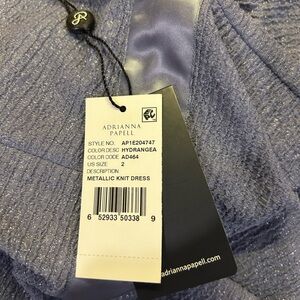 ADRIANNA
PAPELL
STYLE NO. AP1E204747
COLOR DESC HYDRANGEA
COLOR CODE AD464
US SIZE 2
DESCRIPTION
METALLIC KNIT DRESS
6 52933 50338 9
adriannapapell.com